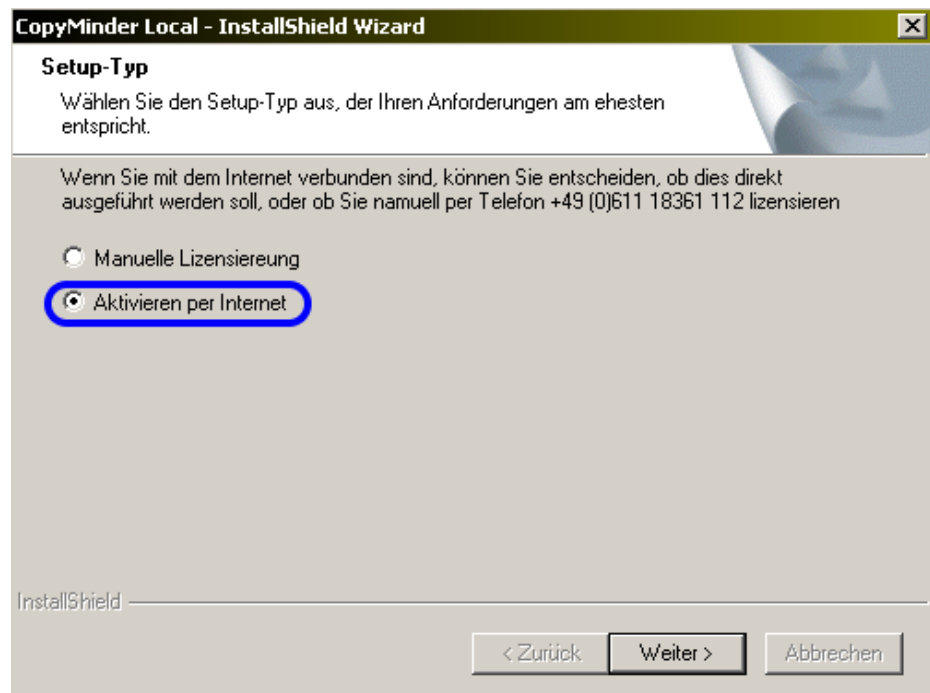 CopyMinder Local - InstallShield Wizard
Setup-Typ
Wählen Sie den Setup-Typ aus, der Ihren Anforderungen am ehesten
entspricht.
Wenn Sie mit dem Internet verbunden sind, können Sie entscheiden, ob dies direkt
ausgeführt werden soll, oder ob Sie namuell per Telefon +49 (0)611 18361 112 lizensieren
Manuelle Lizensiereung
Aktivieren per Internet
InstallShield
< Zurück Weiter > Abbrechen